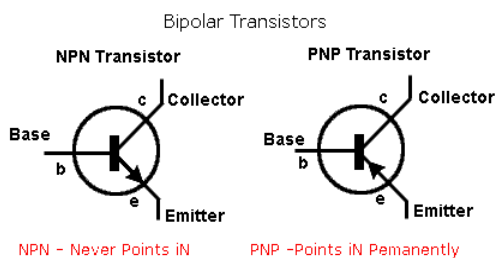 Bipolar Transistors
NPN Transistor
c
Collector
Base
b
e
Emitter
NPN - Never Points iN
PNP Transistor
c
Collector
Base
b
e
Emitter
PNP -Points iN Pemanently